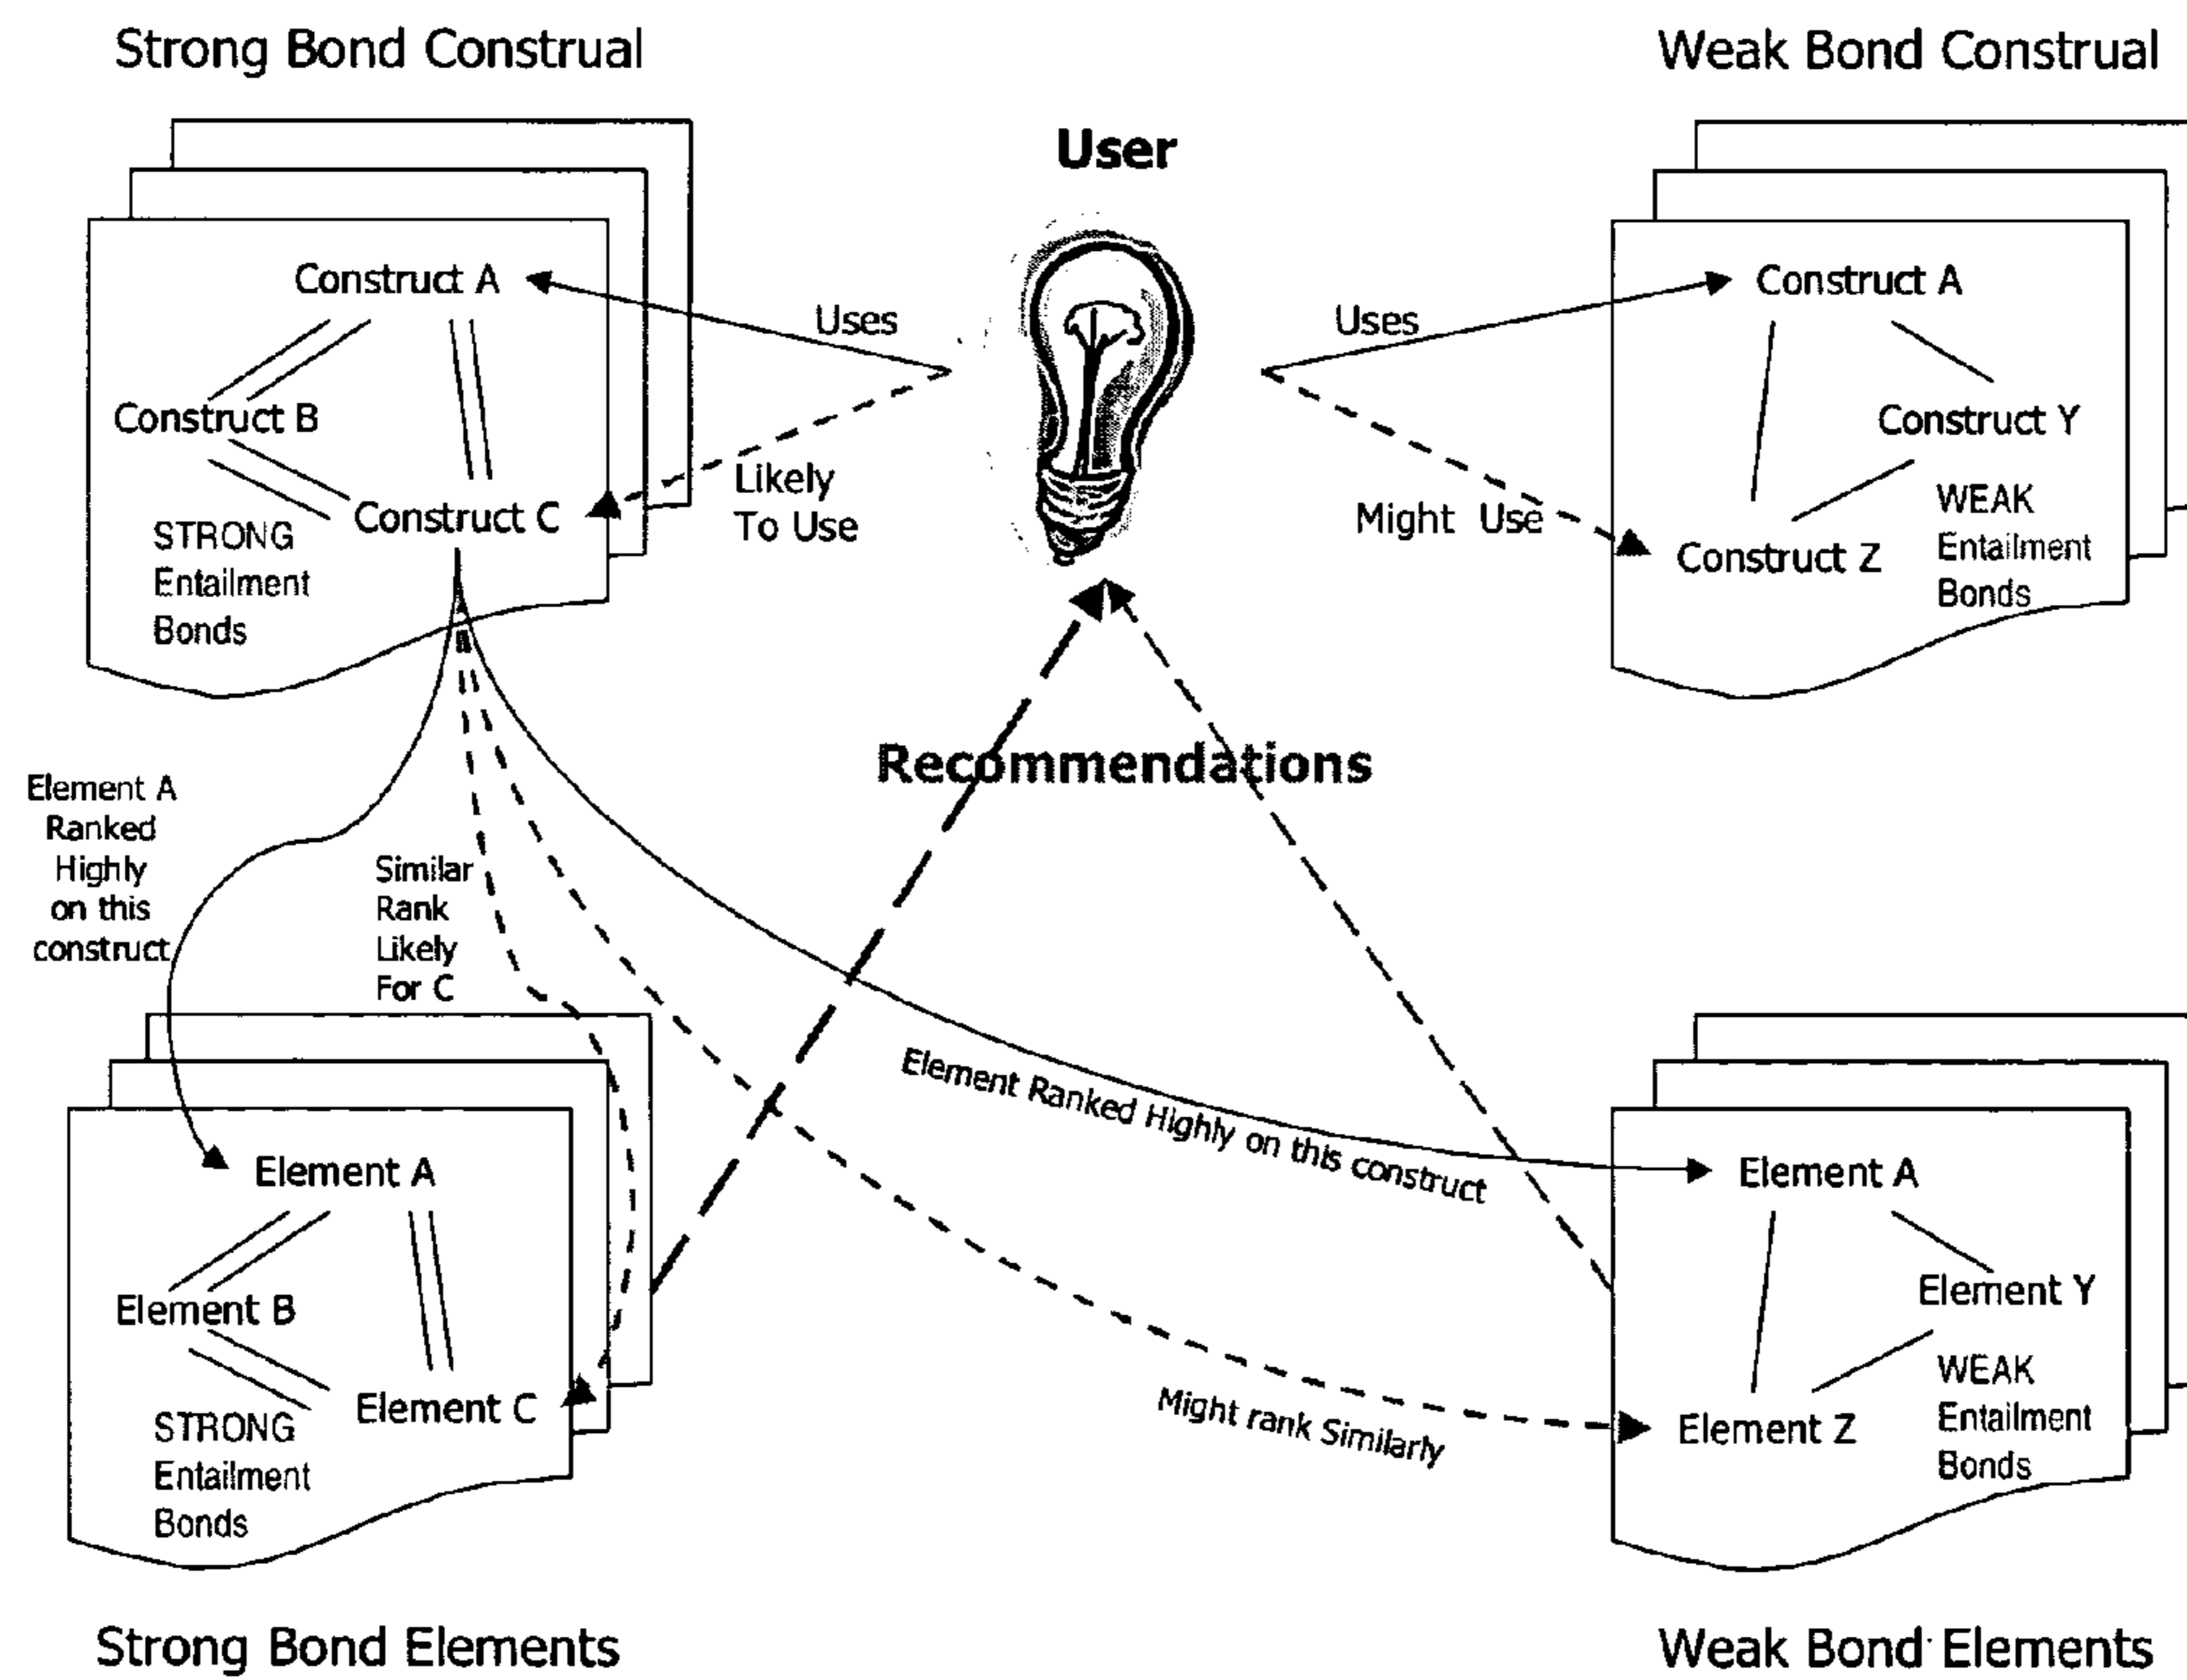 Strong Bond Construal
Weak Bond Construal
User
Construct A
Uses
Construct B
Likely
To Use
Construct C
STRONG
Entailment
Bonds
Uses
Construct A
Construct Y
Might Use
Construct Z
WEAK
Entailment
Bonds
Recommendations
Element A
Ranked
Highly
on this
construct
Similar
Rank
Likely
For C
Element Ranked Highly on this construct
Might rank Similarly
Element A
Element B
Element C
STRONG
Entailment
Bonds
Element A
Element Y
Element Z
WEAK
Entailment
Bonds
Strong Bond Elements
Weak Bond Elements